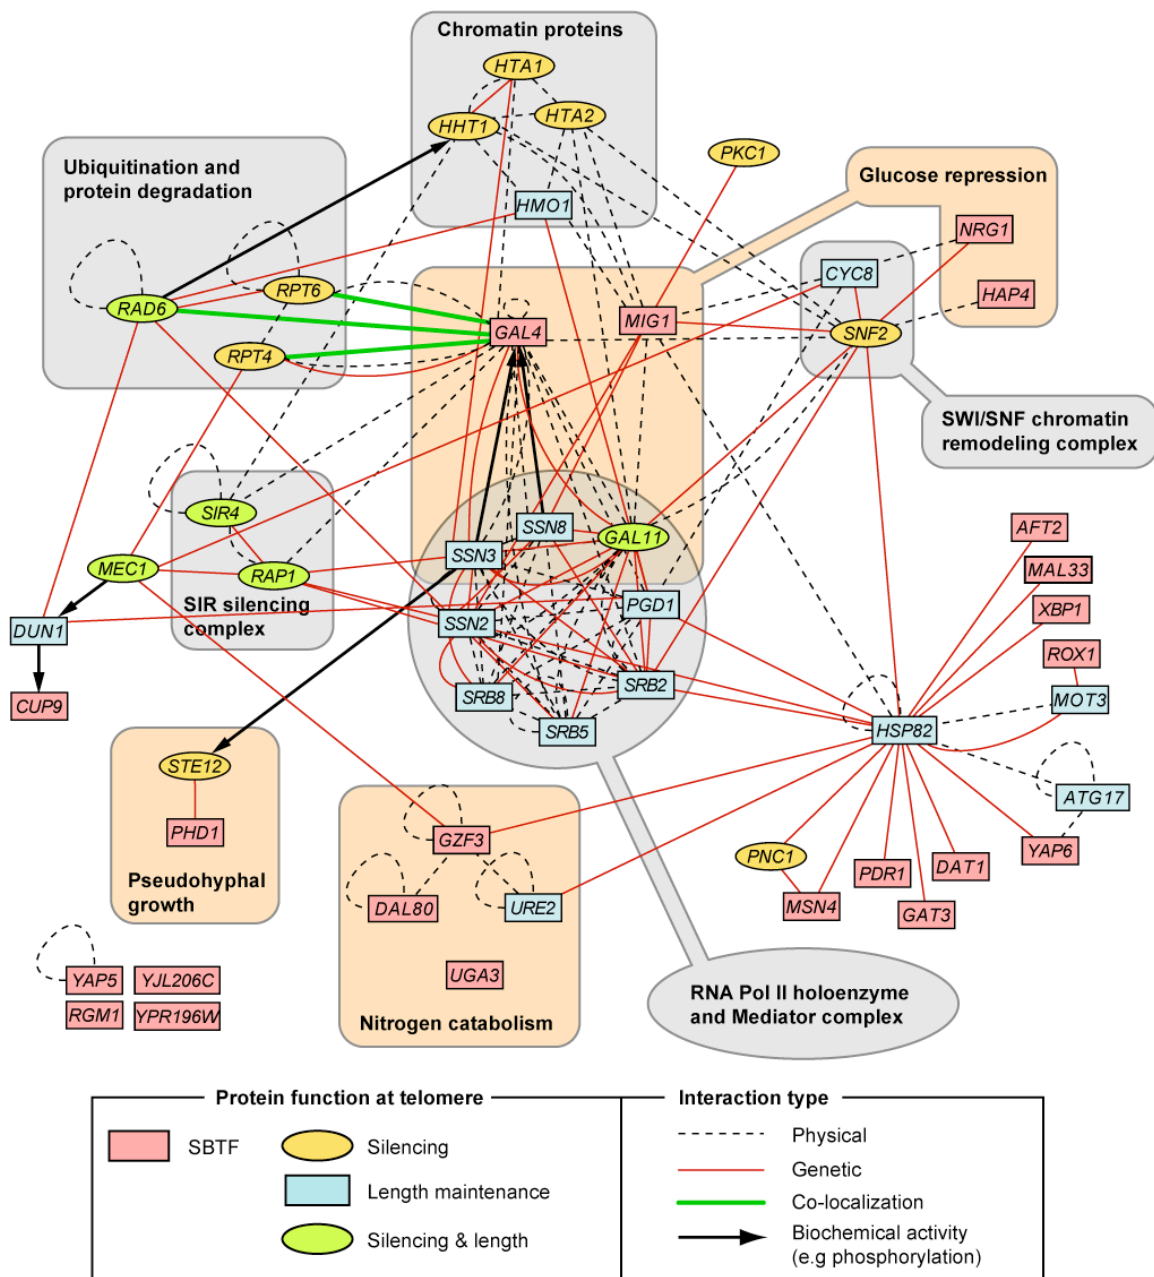 Chromatin proteins
HTA1
HTA2
HHT1
PKC1
Ubiquitination and
protein degradation
Glucose repression
HMO1
NRG1
CYC8
RPT6
HAP4
RAD6
MIG1
GAL4
SNF2
RPT4
SWI/SNF chromatin
remodeling complex
SIR4
SSN8
AFT2
GAL11
SSN3
MEC1
RAP1
MAL33
SIR silencing
complex
PGD1
XBP1
DUN1
SSN2
ROX1
SRB8
SRB2
MOT3
CUP9
SRB5
HSP82
STE12
ATG17
PHD1
GZF3
YAP6
PNC1
DAT1
PDR1
Pseudohyphal
growth
DAL80
URE2
MSN4
GAT3
YAP5
YJL206C
UGA3
RGM1
YPR196W
RNA Pol II holoenzyme
and Mediator complex
Nitrogen catabolism
Protein function at telomere
Interaction type
SBTF
Silencing
Length maintenance
Silencing & length
Physical
Genetic
Co-localization
Biochemical activity
(e.g phosphorylation)